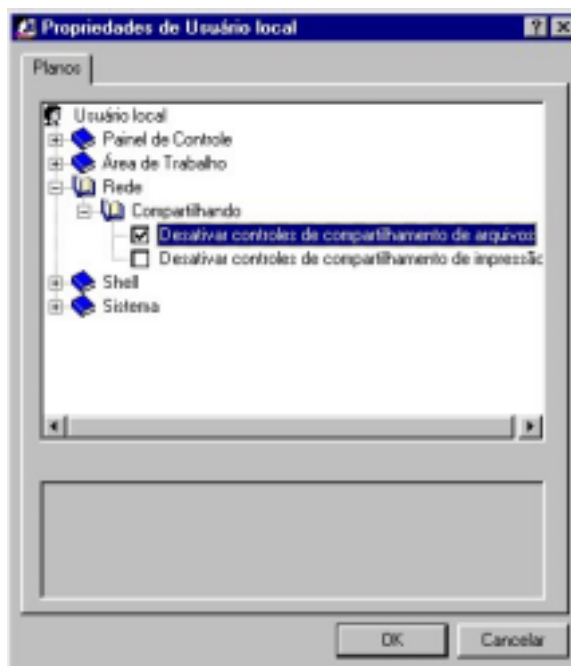 Propriedades de Usuário local
Planos
Usuário local
Painel de Controle
Área de Trabalho
Rede
Compartilhando
Desativar controles de compartilhamento de arquivos
Desativar controles de compartilhamento de impressão
Shell
Sistema
OK
Cancelar